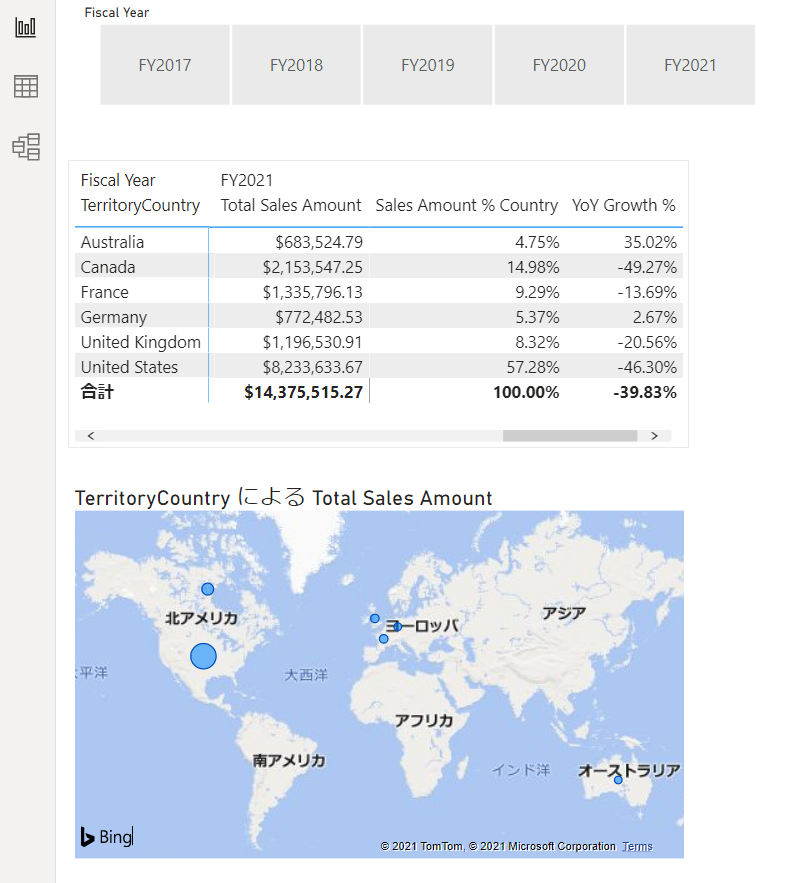 Fiscal Year
FY2017 FY2018 FY2019 FY2020 FY2021
Fiscal Year FY2021
TerritoryCountry Total Sales Amount Sales Amount % Country YoY Growth %
Australia $683,524.79 4.75% 35.02%
Canada $2,153,547.25 14.98% -49.27%
France $1,335,796.13 9.29% -13.69%
Germany $772,482.53 5.37% 2.67%
United Kingdom $1,196,530.91 8.32% -20.56%
United States $8,233,633.67 57.28% -46.30%
合計 $14,375,515.27 100.00% -39.83%
TerritoryCountry による Total Sales Amount
北アメリカ
ヨーロッパ
アジア
平洋
大西洋
アフリカ
南アメリカ
インド洋
オーストラリア
Bing
© 2021 TomTom, © 2021 Microsoft Corporation Terms